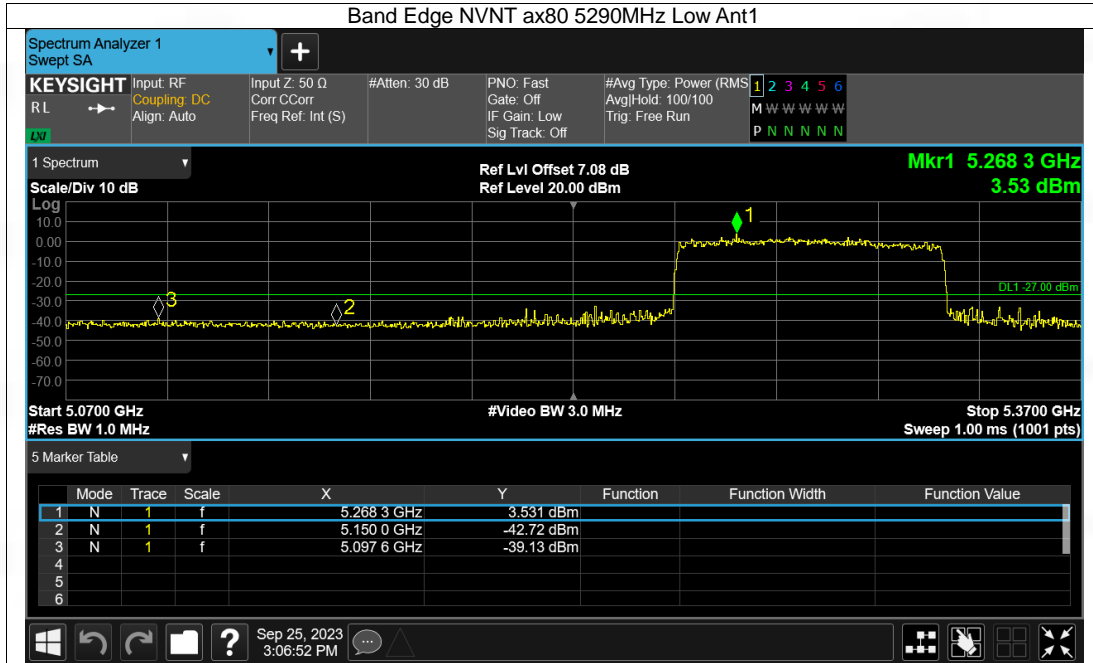 Band Edge NVNT ax80 5290MHz Low Ant1
Spectrum Analyzer 1
Swept SA
KEYSIGHT
R L
LXI
Input: RF
Coupling: DC
Align: Auto
Input Z: 50 Ω
Corr CCorr
Freq Ref: Int (S)
#Atten: 30 dB
PNO: Fast
Gate: Off
IF Gain: Low
Sig Track: Off
#Avg Type: Power (RMS
Avg|Hold: 100/100
Trig: Free Run
1 2 3 4 5 6
M W W W W W
P N N N N N
1 Spectrum
Scale/Div 10 dB
Ref Lvl Offset 7.08 dB
Ref Level 20.00 dBm
Mkr1 5.268 3 GHz
3.53 dBm
Log
10.0
0.00
-10.0
-20.0
-30.0
-40.0
-50.0
-60.0
-70.0
1
2
3
DL1 -27.00 dBm
Start 5.0700 GHz
#Res BW 1.0 MHz
#Video BW 3.0 MHz
Stop 5.3700 GHz
Sweep 1.00 ms (1001 pts)
5 Marker Table
Mode Trace Scale X Y Function Function Width Function Value
1 N 1 f 5.268 3 GHz 3.531 dBm
2 N 1 f 5.150 0 GHz -42.72 dBm
3 N 1 f 5.097 6 GHz -39.13 dBm
4
5
6
?
Sep 25, 2023
3:06:52 PM